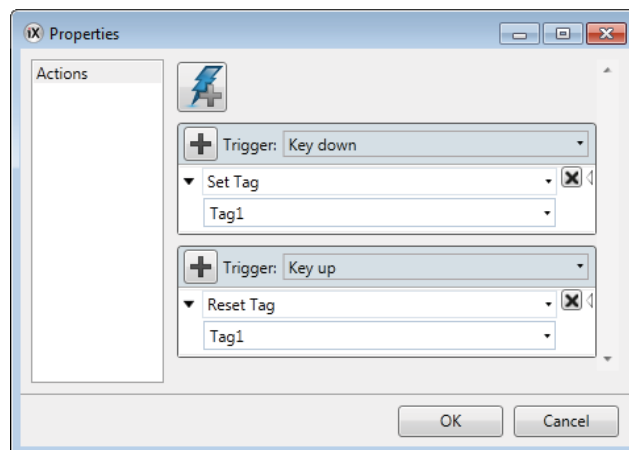 iX Properties
Actions
Trigger: Key down
Set Tag
Tag1
Trigger: Key up
Reset Tag
Tag1
OK Cancel